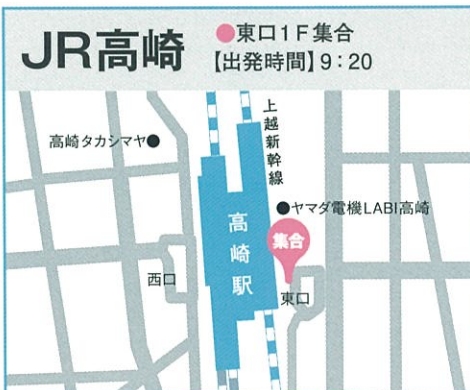 JR高崎
●東口1F集合
【出発時間】9:20
上越新幹線
高崎タカシマヤ●
●ヤマダ電機LABI高崎
高崎駅
集合
西口
東口